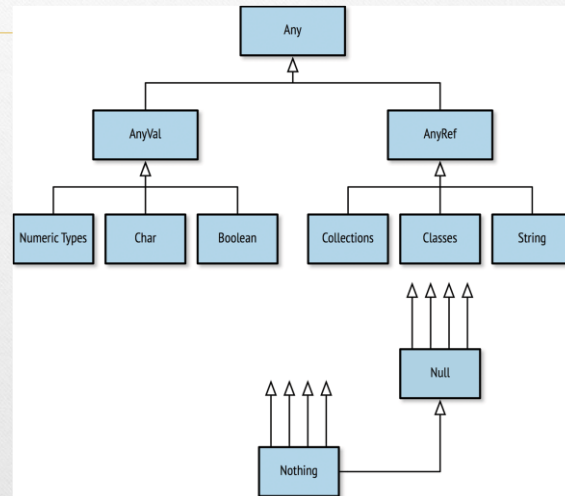 Any
AnyVal
AnyRef
Numeric Types
Char
Boolean
Collections
Classes
String
Null
Nothing